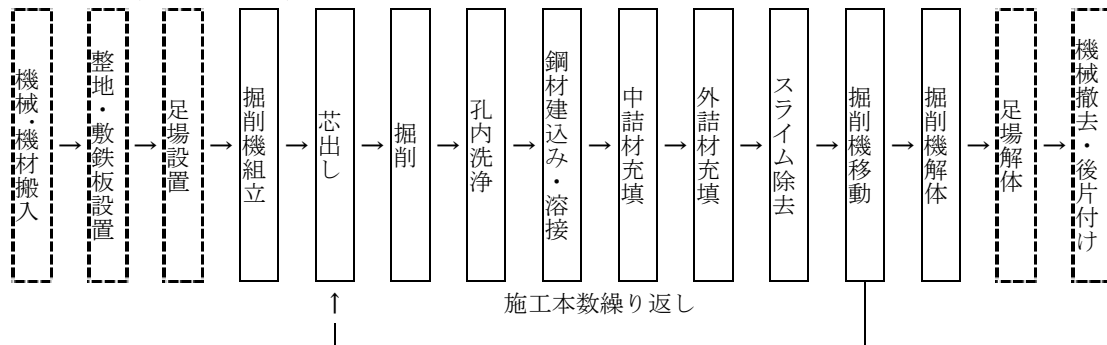 機械・機材搬入
→
整地・敷鉄板設置
→
足場設置
→
掘削機組立
→
芯出し
→
掘削
→
孔内洗浄
→
鋼材建込み・溶接
→
中詰材充填
→
外詰材充填
→
スライム除去
→
掘削機移動
→
掘削機解体
→
足場解体
→
機械撤去・後片付け
↑
施工本数繰り返し